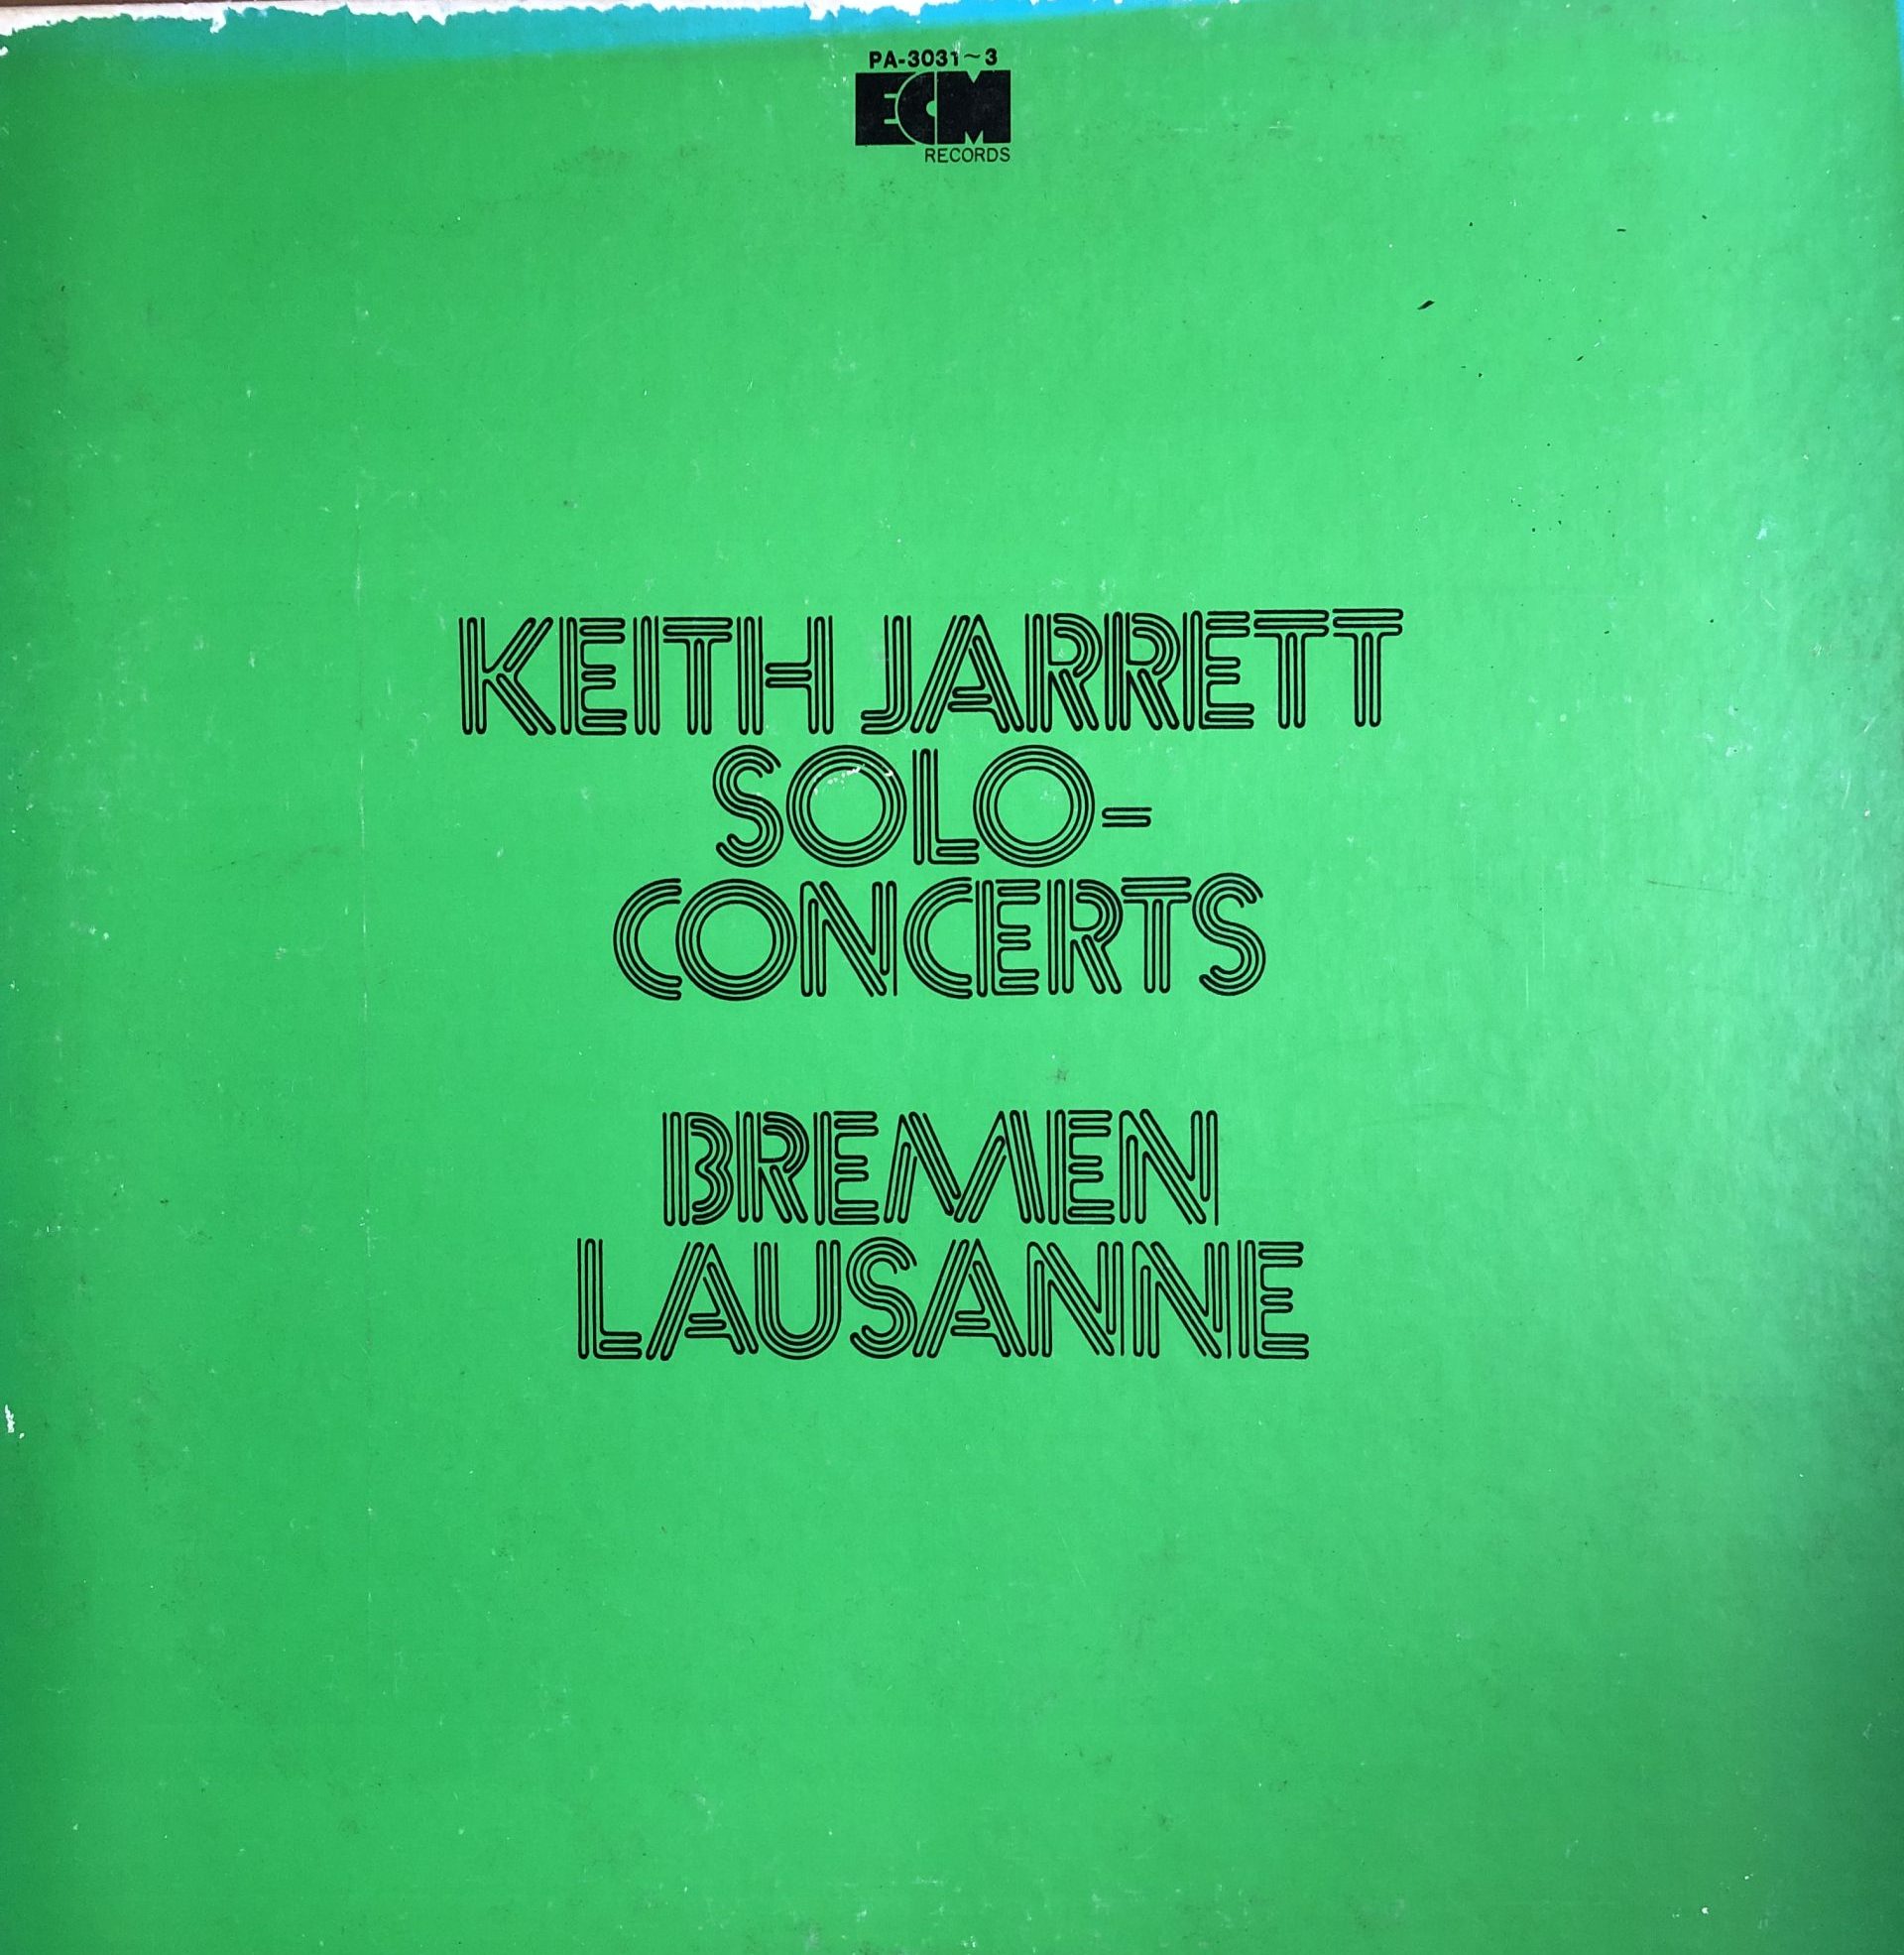 PA-3031~3
ECM
RECORDS
KEITH JARRETT
SOLO-
CONCERTS
BREMEN
LAUSANNE